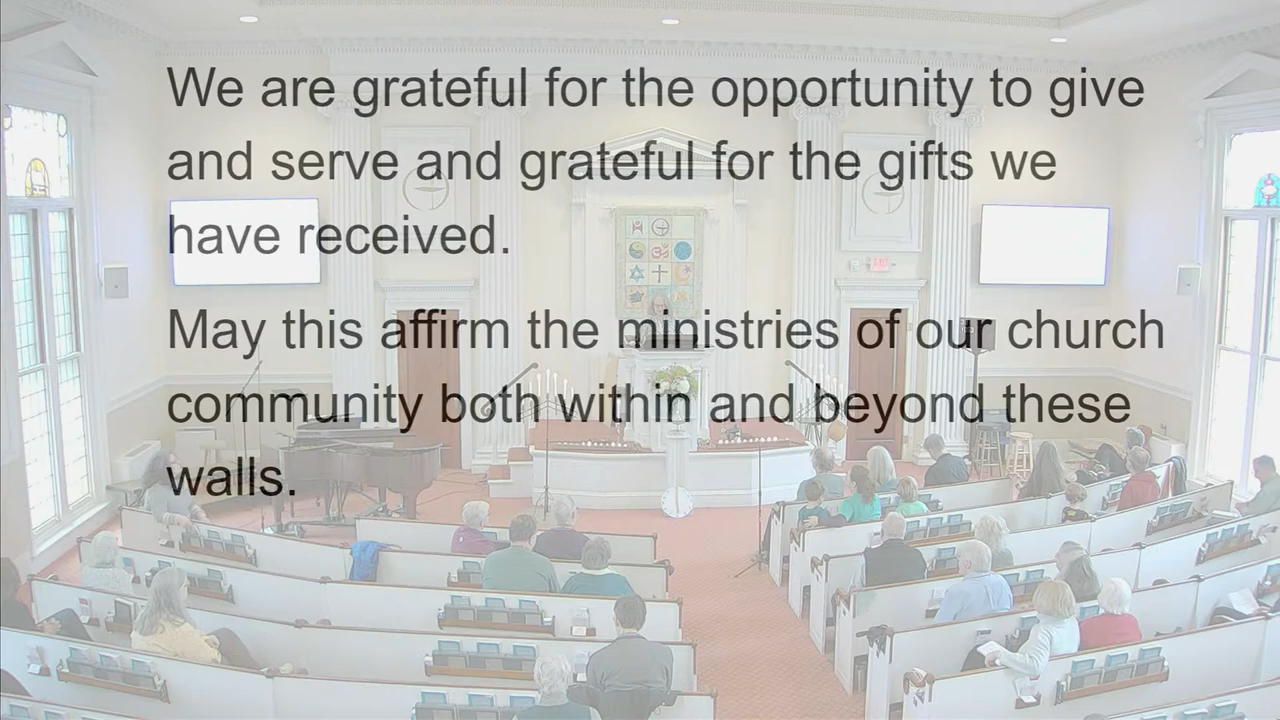 We are grateful for the opportunity to give
and serve and grateful for the gifts we
have received.
May this affirm the ministries of our church
community both within and beyond these
walls.